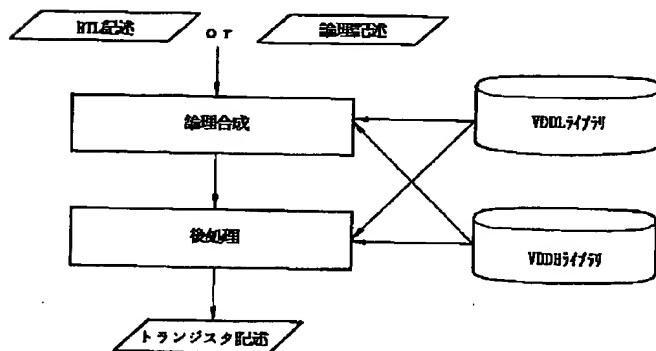 RTL記述 or 論理記述
論理合成
VDDLライブラリ
後処理
VDDHライブラリ
トランジスタ記述